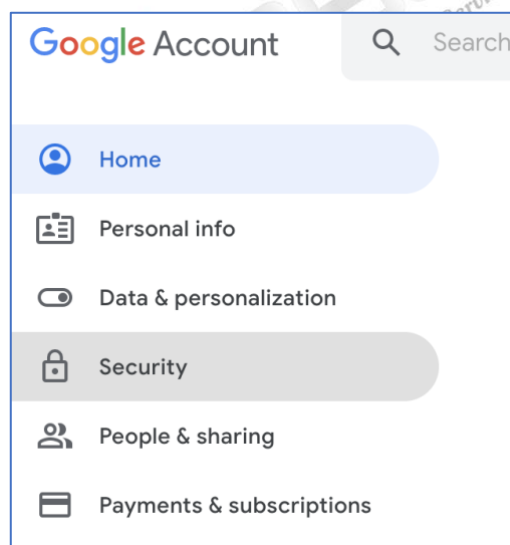 Google Account
Search
Home
Personal info
Data & personalization
Security
People & sharing
Payments & subscriptions